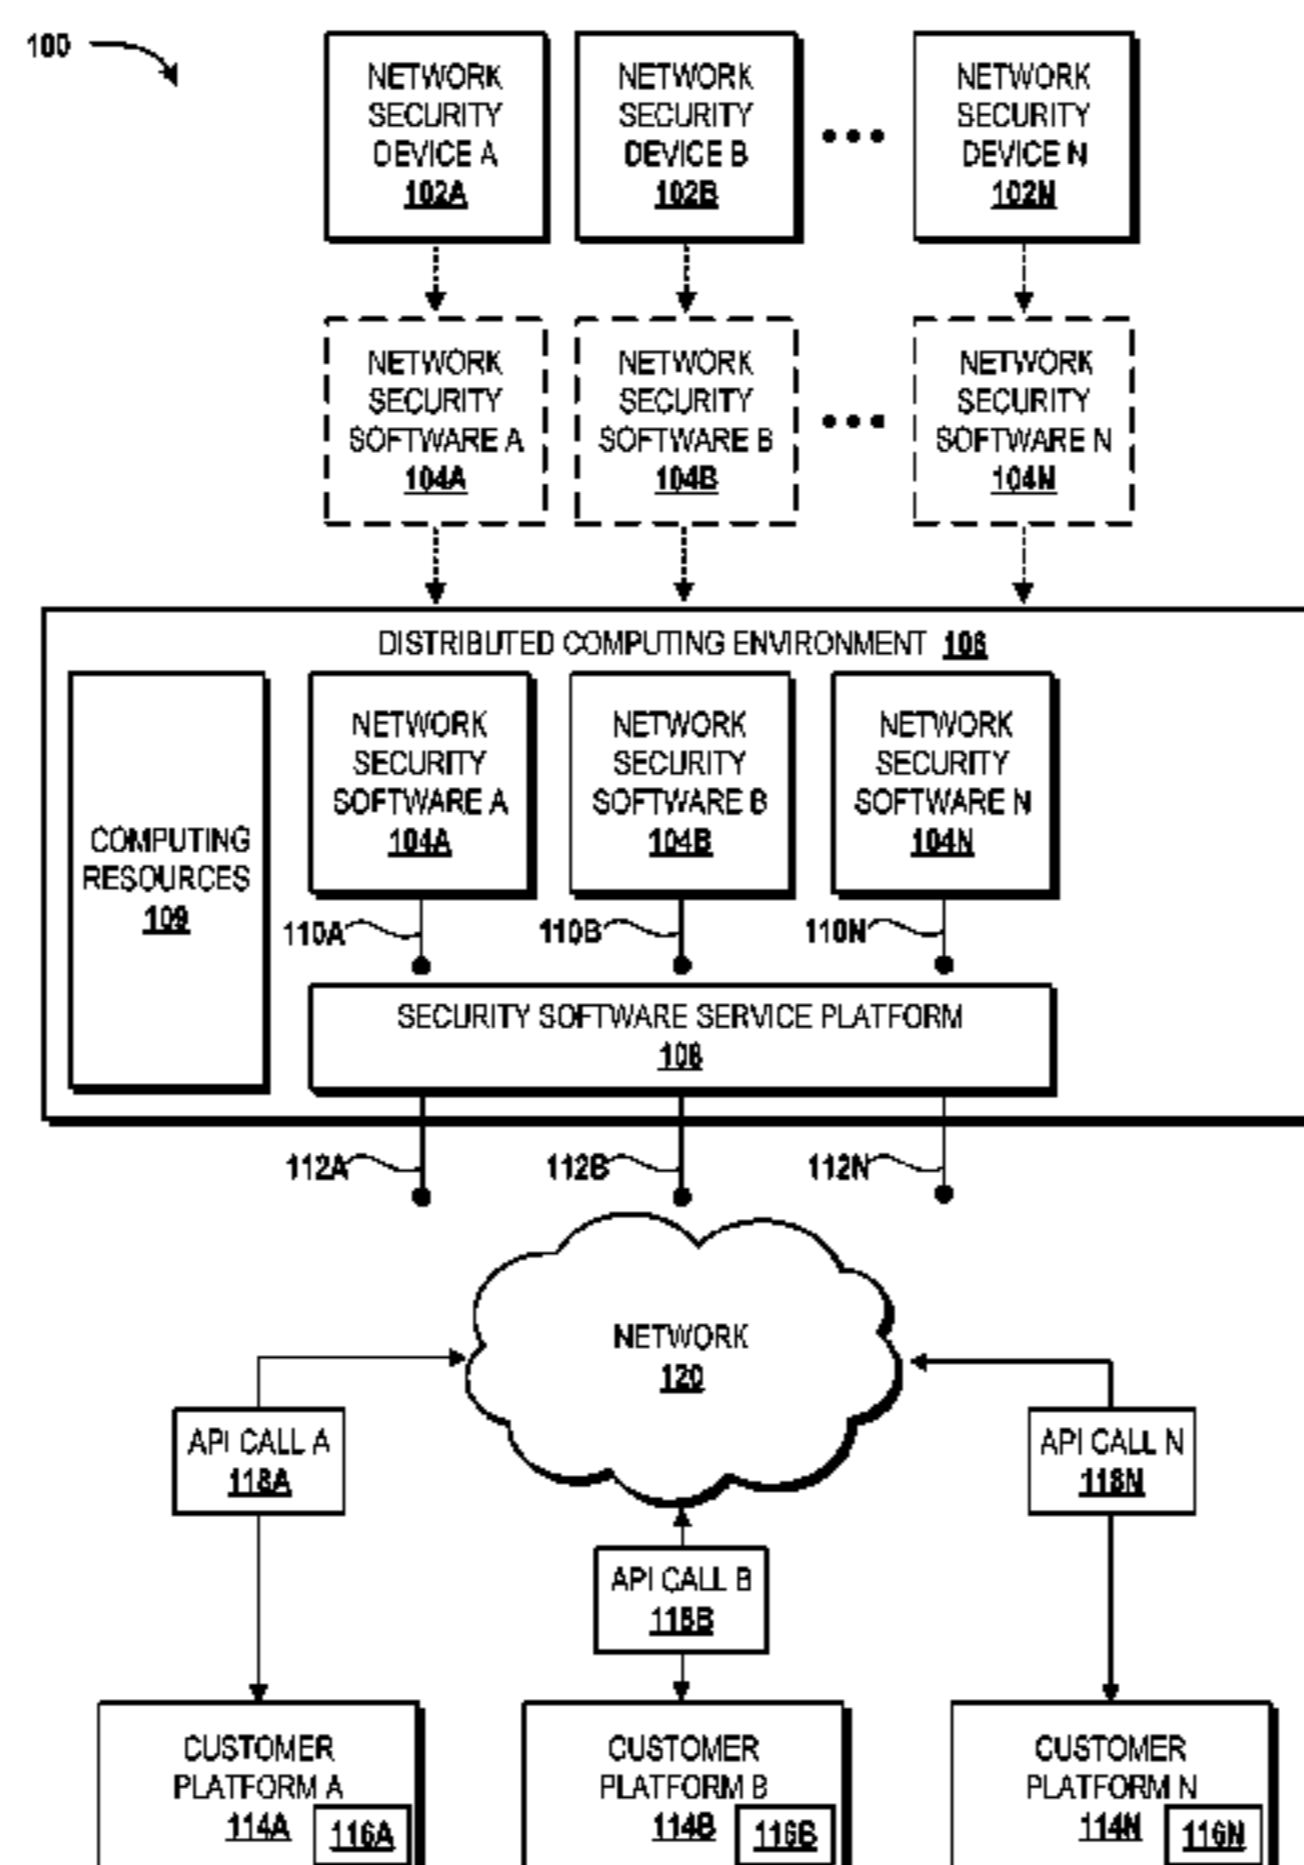 100
NETWORK
SECURITY
DEVICE A
102A
NETWORK
SECURITY
DEVICE B
102B
NETWORK
SECURITY
DEVICE N
102N
NETWORK
SECURITY
SOFTWARE A
104A
NETWORK
SECURITY
SOFTWARE B
104B
NETWORK
SECURITY
SOFTWARE N
104N
DISTRIBUTED COMPUTING ENVIRONMENT 106
COMPUTING
RESOURCES
109
NETWORK
SECURITY
SOFTWARE A
104A
NETWORK
SECURITY
SOFTWARE B
104B
NETWORK
SECURITY
SOFTWARE N
104N
110A
110B
110N
SECURITY SOFTWARE SERVICE PLATFORM
108
112A
112B
112N
NETWORK
120
API CALL A
118A
API CALL B
118B
API CALL N
118N
CUSTOMER
PLATFORM A
114A
116A
CUSTOMER
PLATFORM B
114B
116B
CUSTOMER
PLATFORM N
114N
116N